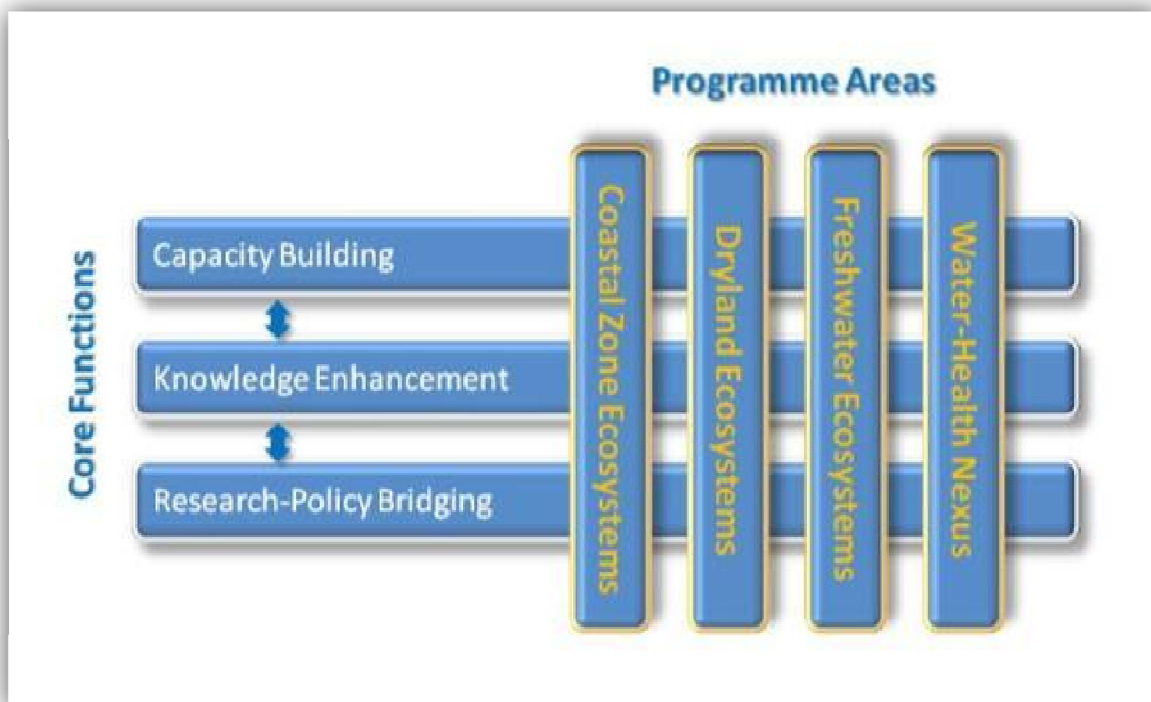 Programme Areas
Core Functions
Capacity Building
Knowledge Enhancement
Research-Policy Bridging
Coastal Zone Ecosystems
Dryland Ecosystems
Freshwater Ecosystems
Water-Health Nexus